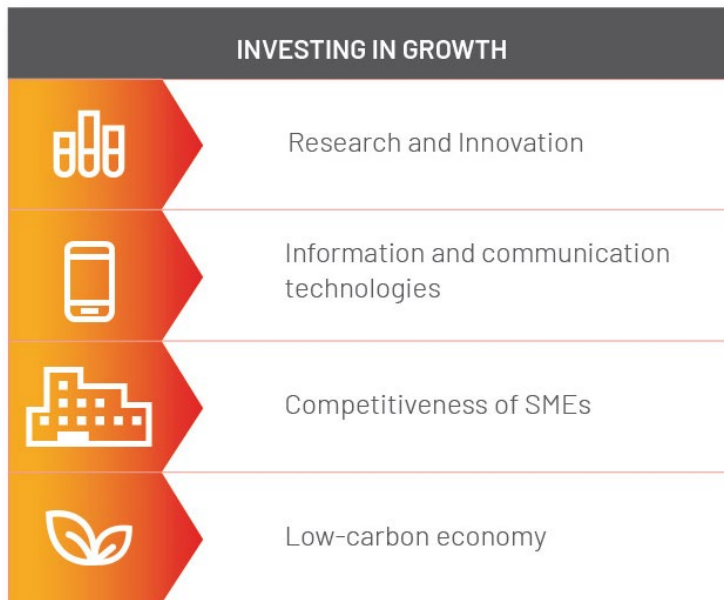 INVESTING IN GROWTH
Research and Innovation
Information and communication
technologies
Competitiveness of SMEs
Low-carbon economy